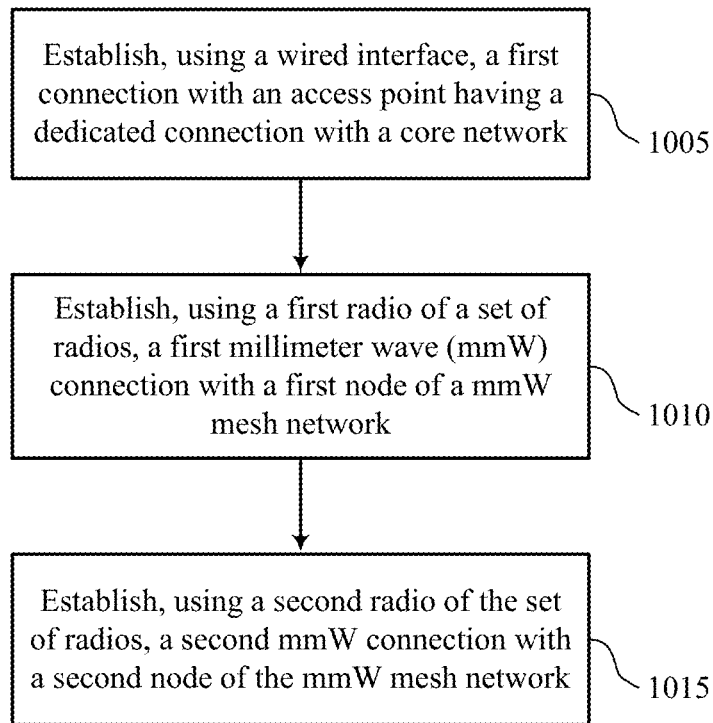 Establish, using a wired interface, a first
connection with an access point having a
dedicated connection with a core network
1005
Establish, using a first radio of a set of
radios, a first millimeter wave (mmW)
connection with a first node of a mmW
mesh network
1010
Establish, using a second radio of the set
of radios, a second mmW connection with
a second node of the mmW mesh network
1015